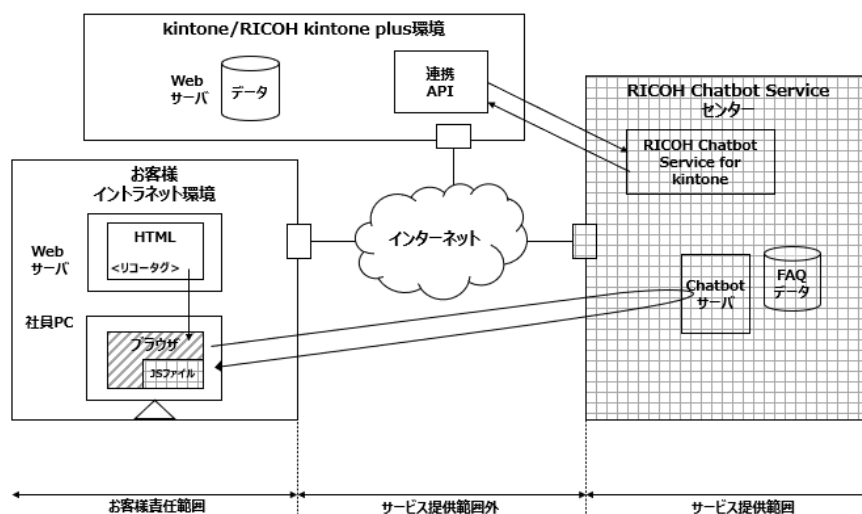 kintone/RICOH kintone plus環境
Web
サーバ
データ
連携
API
RICOH Chatbot Service
センター
RICOH Chatbot
Service for
kintone
お客様
イントラネット環境
Web
サーバ
HTML
<リコータグ>
インターネット
Chatbot
サーバ
FAQ
データ
社員PC
ブラウザ
JSファイル
お客様責任範囲
サービス提供範囲外
サービス提供範囲